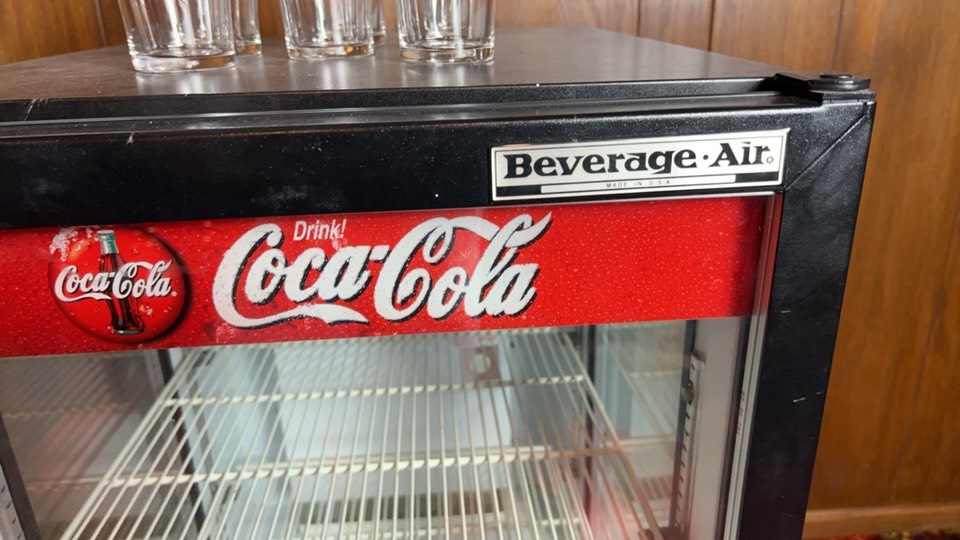 Beverage·Air®
MADE IN U.S.A.
Drink!
Coca-Cola
Coca-Cola®